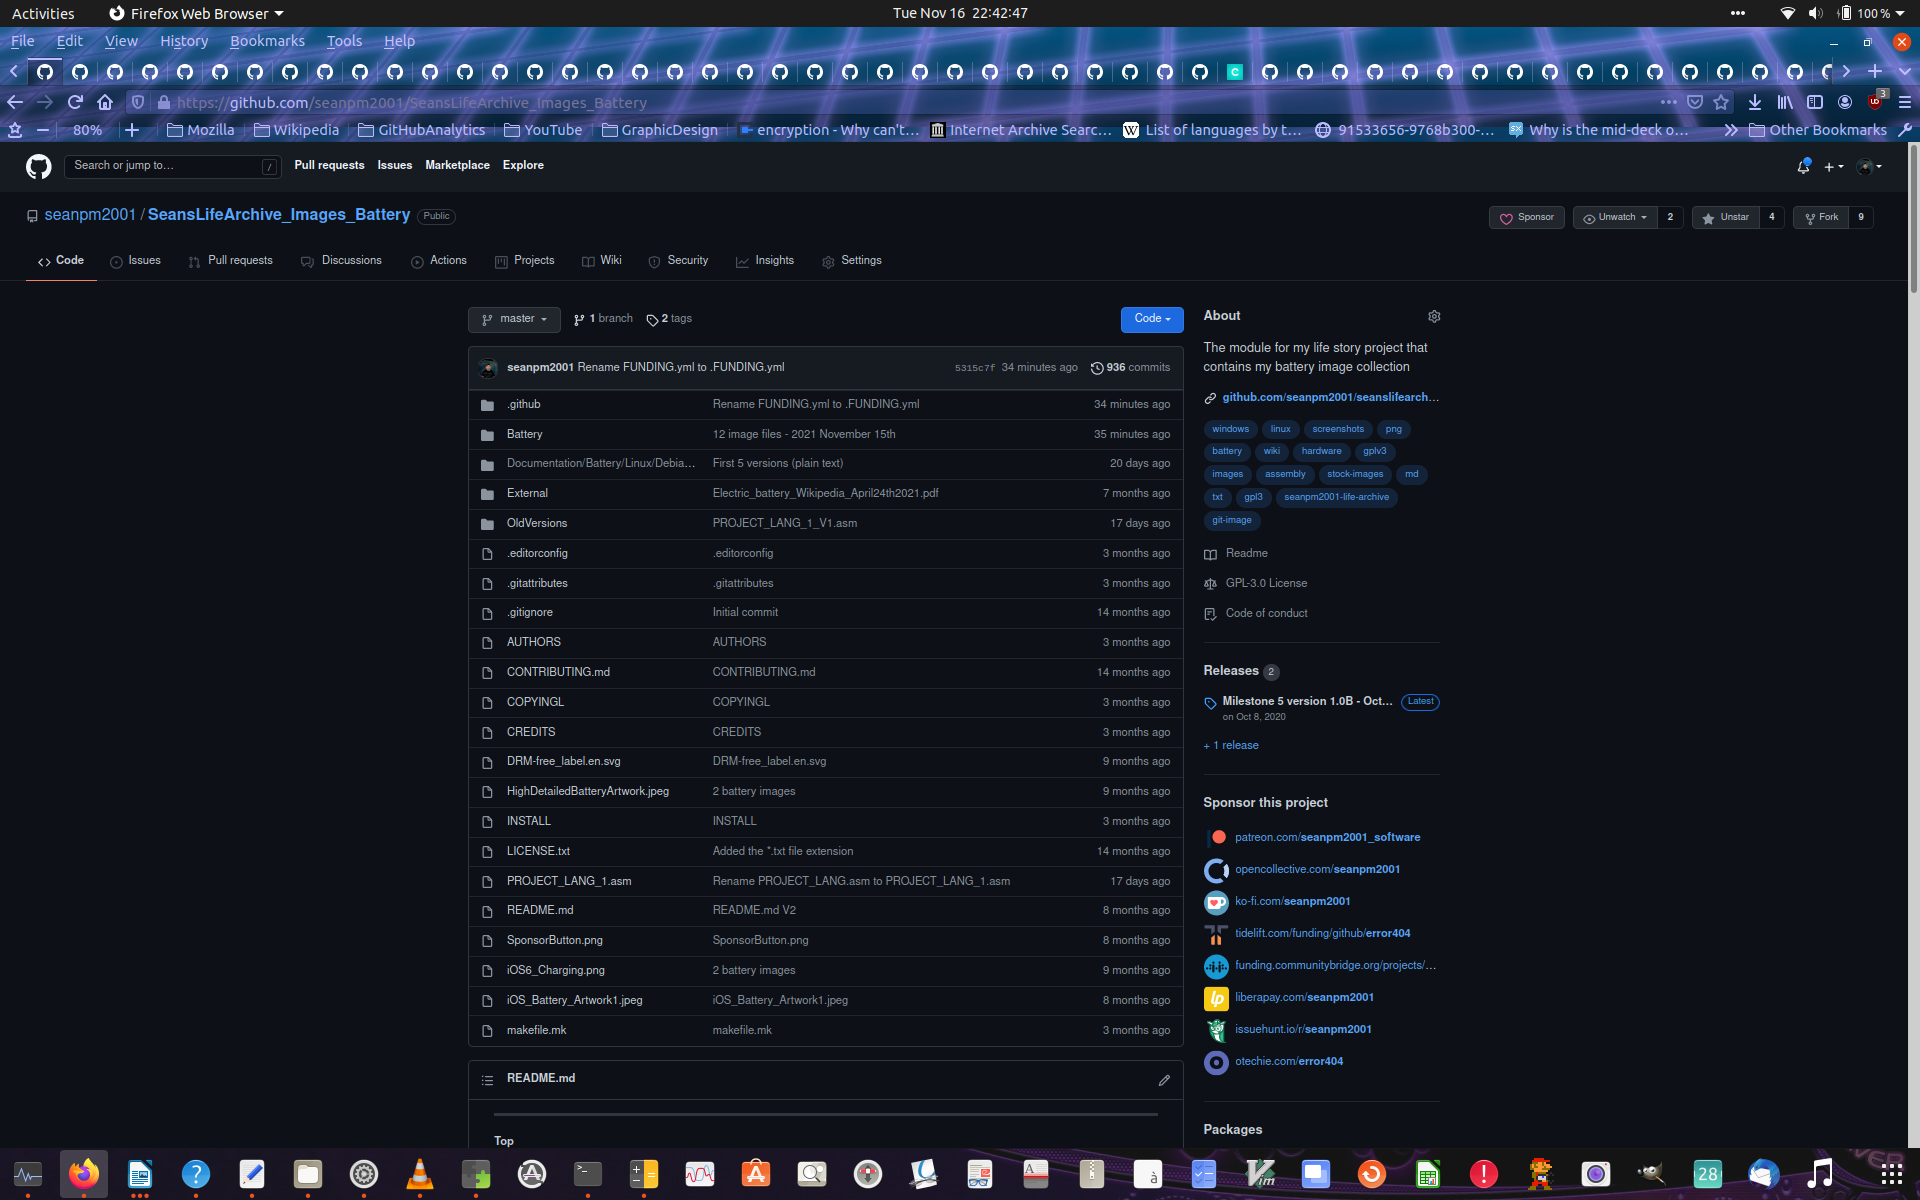 Activities
Firefox Web Browser
Tue Nov 16  22:42:47
100 %
File Edit View History Bookmarks Tools Help
https://github.com/seanpm2001/SeansLifeArchive_Images_Battery
3
80%
Mozilla
Wikipedia
GitHubAnalytics
YouTube
GraphicDesign
encryption - Why can't…
Internet Archive Searc…
List of languages by t…
91533656-9768b300-…
Why is the mid-deck o…
Other Bookmarks
Search or jump to…
/
Pull requests Issues Marketplace Explore
seanpm2001 / SeansLifeArchive_Images_Battery Public
Sponsor
Unwatch 2
Unstar 4
Fork 9
Code
Issues
Pull requests
Discussions
Actions
Projects
Wiki
Security
Insights
Settings
master
1 branch
2 tags
Code
seanpm2001 Rename FUNDING.yml to .FUNDING.yml 5315c7f 34 minutes ago 936 commits
.github Rename FUNDING.yml to .FUNDING.yml 34 minutes ago
Battery 12 image files - 2021 November 15th 35 minutes ago
Documentation/Battery/Linux/Debia… First 5 versions (plain text) 20 days ago
External Electric_battery_Wikipedia_April24th2021.pdf 7 months ago
OldVersions PROJECT_LANG_1_V1.asm 17 days ago
.editorconfig .editorconfig 3 months ago
.gitattributes .gitattributes 3 months ago
.gitignore Initial commit 14 months ago
AUTHORS AUTHORS 3 months ago
CONTRIBUTING.md CONTRIBUTING.md 14 months ago
COPYINGL COPYINGL 3 months ago
CREDITS CREDITS 3 months ago
DRM-free_label.en.svg DRM-free_label.en.svg 9 months ago
HighDetailedBatteryArtwork.jpeg 2 battery images 9 months ago
INSTALL INSTALL 3 months ago
LICENSE.txt Added the *.txt file extension 14 months ago
PROJECT_LANG_1.asm Rename PROJECT_LANG.asm to PROJECT_LANG_1.asm 17 days ago
README.md README.md V2 8 months ago
SponsorButton.png SponsorButton.png 8 months ago
iOS6_Charging.png 2 battery images 9 months ago
iOS_Battery_Artwork1.jpeg iOS_Battery_Artwork1.jpeg 8 months ago
makefile.mk makefile.mk 3 months ago
README.md
Top
About
The module for my life story project that
contains my battery image collection
github.com/seanpm2001/seanslifearch…
windows linux screenshots png
battery wiki hardware gplv3
images assembly stock-images md
txt gpl3 seanpm2001-life-archive
git-image
Readme
GPL-3.0 License
Code of conduct
Releases 2
Milestone 5 version 1.0B - Oct… Latest
on Oct 8, 2020
+ 1 release
Sponsor this project
patreon.com/seanpm2001_software
opencollective.com/seanpm2001
ko-fi.com/seanpm2001
tidelift.com/funding/github/error404
funding.communitybridge.org/projects/…
lp liberapay.com/seanpm2001
issuehunt.io/r/seanpm2001
otechie.com/error404
Packages
28